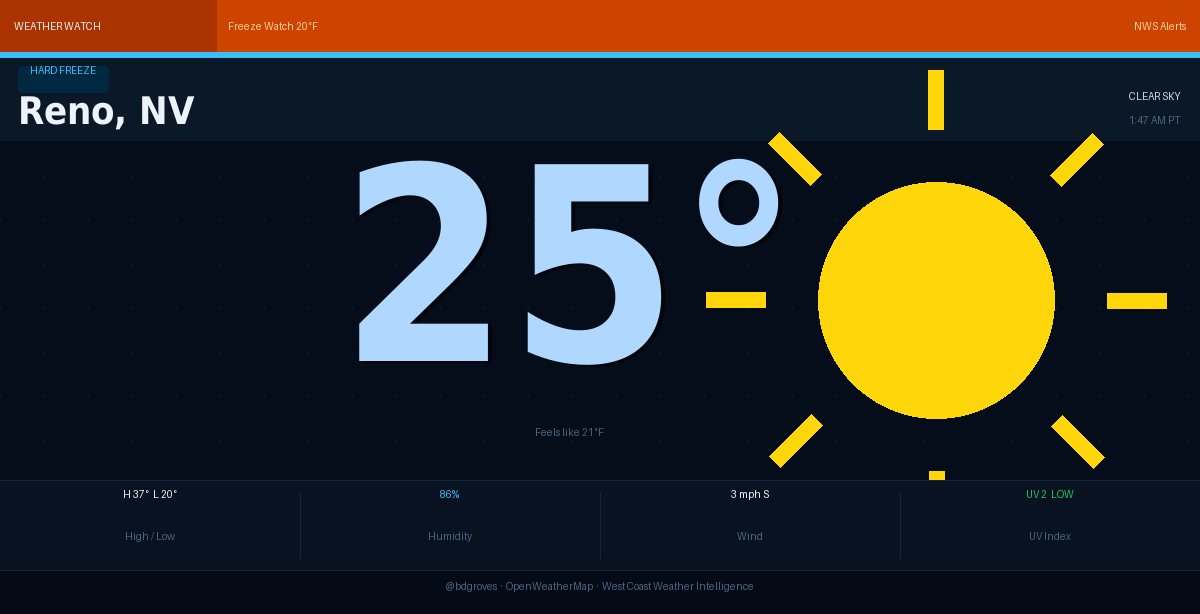 WEATHERWATCH
Freeze Watch 20°F
NWS Alerts
HARD FREEZE
Reno, NV
CLEAR SKY
1:47 AM PT
25°
Feels like 21°F
H 37° L 20°
High / Low
86%
Humidity
3 mph S
Wind
UV 2 LOW
UV Index
@bdgroves · OpenWeatherMap · West Coast Weather Intelligence